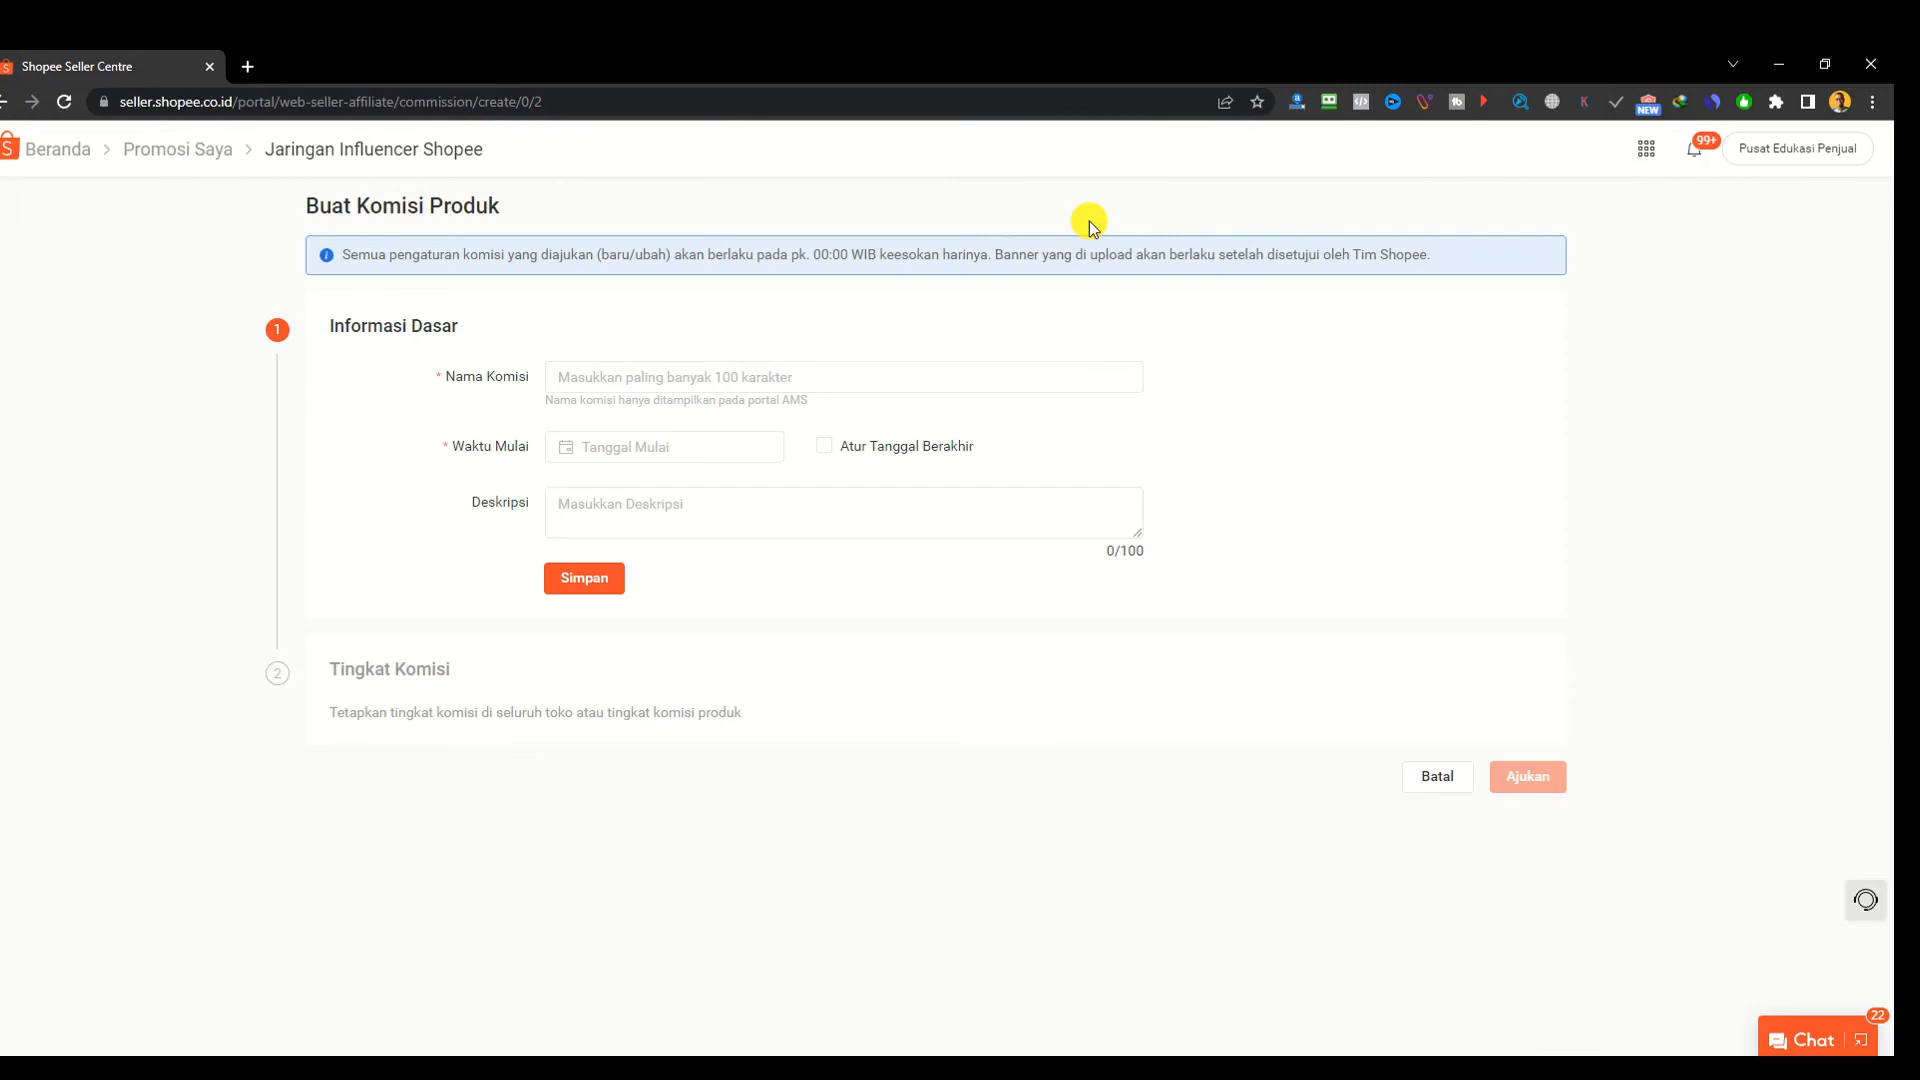 Shopee Seller Centre
seller.shopee.co.id/portal/web-seller-affiliate/commission/create/0/2
NEW
Beranda > Promosi Saya > Jaringan Influencer Shopee
99+
Pusat Edukasi Penjual
Buat Komisi Produk
Semua pengaturan komisi yang diajukan (baru/ubah) akan berlaku pada pk. 00:00 WIB keesokan harinya. Banner yang di upload akan berlaku setelah disetujui oleh Tim Shopee.
1
Informasi Dasar
* Nama Komisi
Masukkan paling banyak 100 karakter
Nama komisi hanya ditampilkan pada portal AMS
* Waktu Mulai
Tanggal Mulai
Atur Tanggal Berakhir
Deskripsi
Masukkan Deskripsi
0/100
Simpan
2
Tingkat Komisi
Tetapkan tingkat komisi di seluruh toko atau tingkat komisi produk
Batal
Ajukan
22
Chat